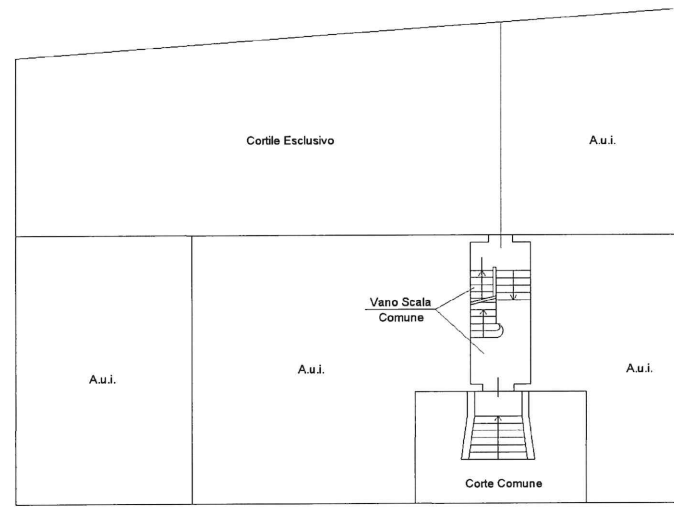 Cortile Esclusivo
A.u.i.
Vano Scala
Comune
A.u.i.
A.u.i.
A.u.i.
Corte Comune